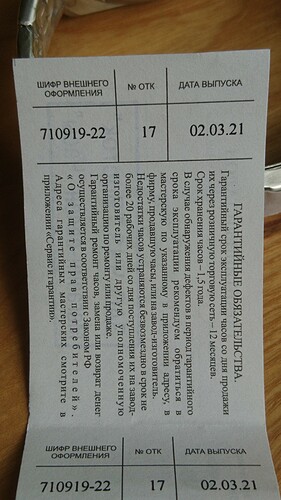 ШИФР ВНЕШНЕГО ОФОРМЛЕНИЯ
№ ОТК
ДАТА ВЫПУСКА
710919-22
17
02.03.21
ГАРАНТИЙНЫЕ ОБЯЗАТЕЛЬСТВА.
Гарантийный срок эксплуатации часов со дня продажи
их через розничную торговую сеть – 12 месяцев.
Срок хранения часов – 1,5 года.
В случае обнаружения дефектов в период гарантийного
срока эксплуатации рекомендуем обратиться в
мастерскую по указанному в приложении адресу, в
фирму, продавшую часы, или на завод-изготовитель.
Недостатки часов устраняются безвозмездно в срок не
более 20 рабочих дней со дня поступления их на завод-
изготовитель или другую уполномоченную
организацию по ремонту или продаже.
Гарантийный ремонт часов, замена или возврат денег
осуществляется в соответствии с Законом РФ
«О защите прав потребителей».
Адреса гарантийных мастерских смотрите в
приложении «Сервис и гарантии».
ШИФР ВНЕШНЕГО ОФОРМЛЕНИЯ
№ ОТК
ДАТА ВЫПУСКА
710919-22
17
02.03.21